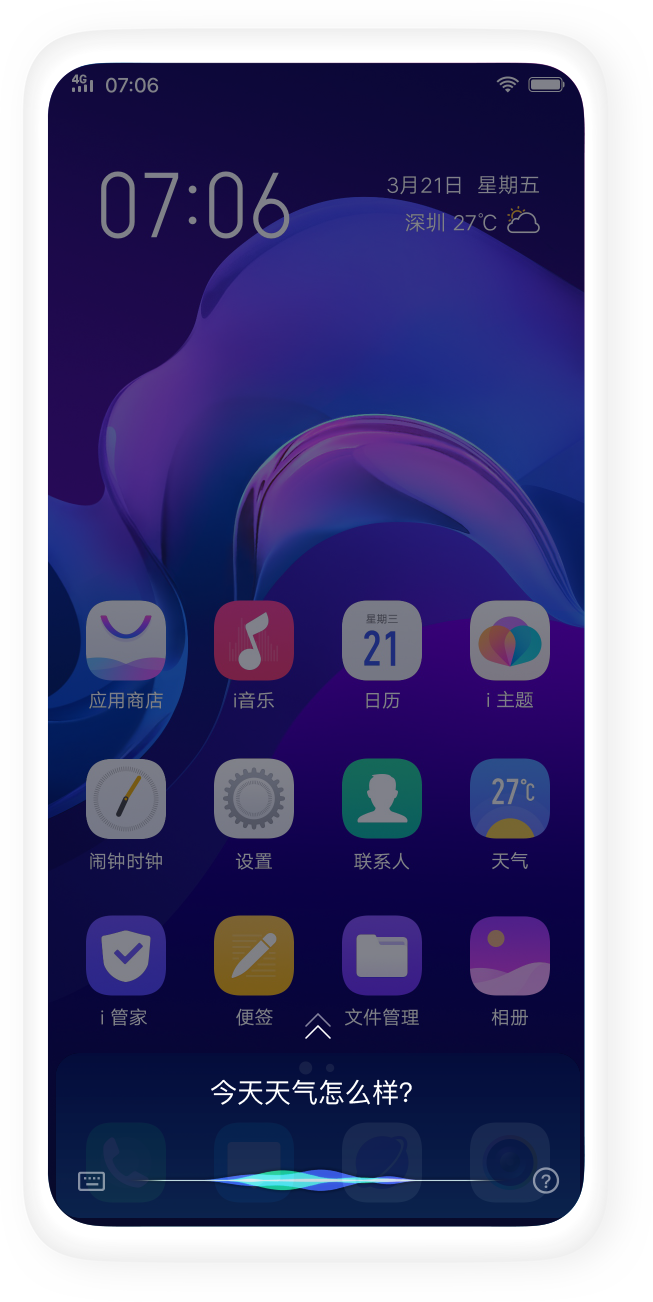 4G 07:06
07:06
3月21日 星期五
深圳 27℃
星期三
21
应用商店 i音乐 日历 i 主题
27℃
闹钟时钟 设置 联系人 天气
i 管家 便签 文件管理 相册
今天天气怎么样?
?